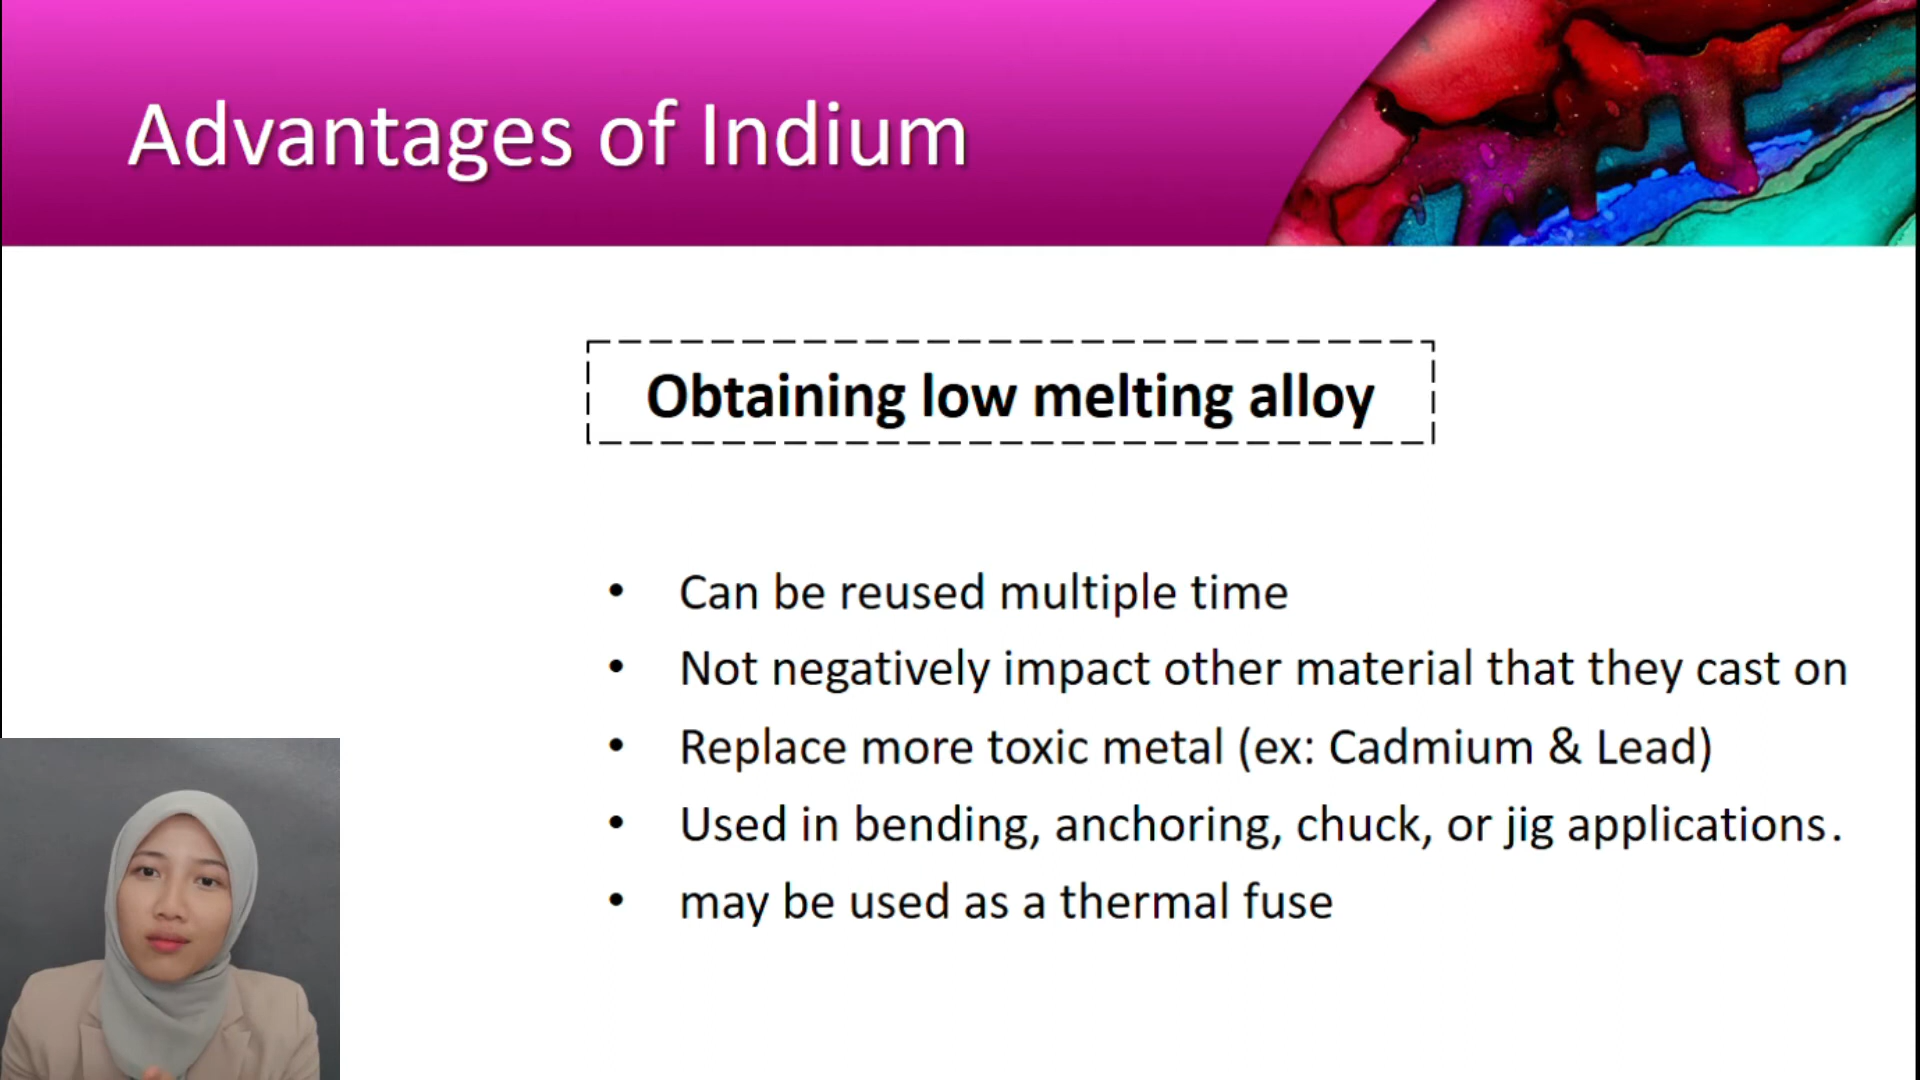 Advantages of Indium
Obtaining low melting alloy
• Can be reused multiple time
• Not negatively impact other material that they cast on
• Replace more toxic metal (ex: Cadmium & Lead)
• Used in bending, anchoring, chuck, or jig applications.
• may be used as a thermal fuse